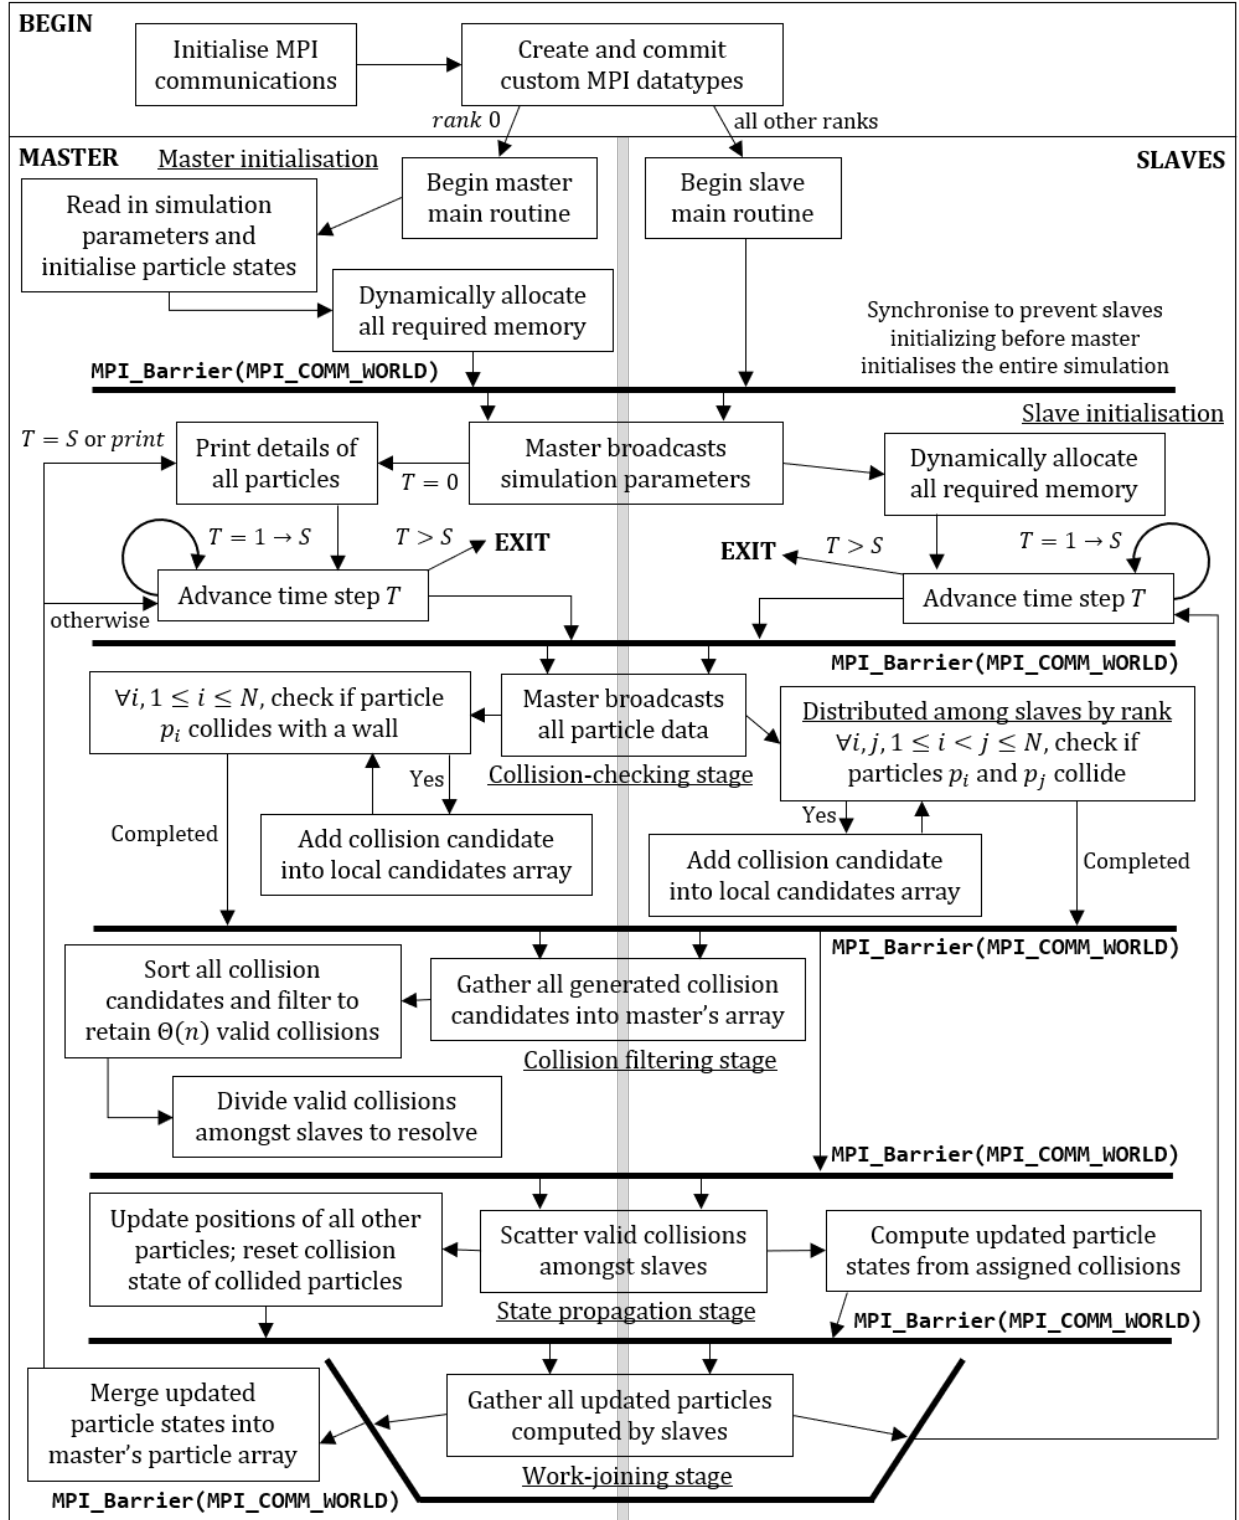 BEGIN
Initialise MPI
communications
Create and commit
custom MPI datatypes
rank 0
all other ranks
MASTER
Master initialisation
SLAVES
Begin master
main routine
Begin slave
main routine
Read in simulation
parameters and
initialise particle states
Dynamically allocate
all required memory
Synchronise to prevent slaves
initializing before master
initialises the entire simulation
MPI_Barrier(MPI_COMM_WORLD)
Slave initialisation
T = S or print
Print details of
all particles
T = 0
Master broadcasts
simulation parameters
Dynamically allocate
all required memory
T = 1 → S
T > S
EXIT
EXIT
T > S
T = 1 → S
Advance time step T
Advance time step T
otherwise
MPI_Barrier(MPI_COMM_WORLD)
∀i, 1 ≤ i ≤ N, check if particle
pᵢ collides with a wall
Master broadcasts
all particle data
Distributed among slaves by rank
∀i, j, 1 ≤ i < j ≤ N, check if
particles pᵢ and pⱼ collide
Collision-checking stage
Yes
Yes
Completed
Add collision candidate
into local candidates array
Add collision candidate
into local candidates array
Completed
MPI_Barrier(MPI_COMM_WORLD)
Sort all collision
candidates and filter to
retain Θ(n) valid collisions
Gather all generated collision
candidates into master's array
Collision filtering stage
Divide valid collisions
amongst slaves to resolve
MPI_Barrier(MPI_COMM_WORLD)
Update positions of all other
particles; reset collision
state of collided particles
Scatter valid collisions
amongst slaves
Compute updated particle
states from assigned collisions
State propagation stage
MPI_Barrier(MPI_COMM_WORLD)
Merge updated
particle states into
master's particle array
Gather all updated particles
computed by slaves
Work-joining stage
MPI_Barrier(MPI_COMM_WORLD)